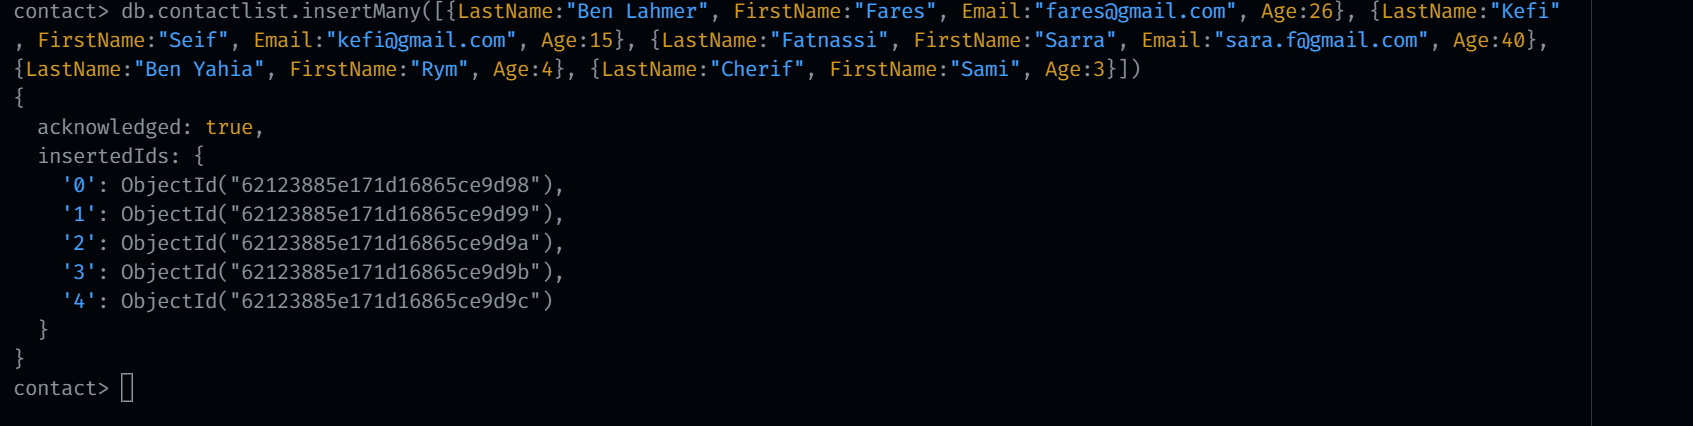 contact> db.contactlist.insertMany([{LastName:"Ben Lahmer", FirstName:"Fares", Email:"fares@gmail.com", Age:26}, {LastName:"Kefi"
, FirstName:"Seif", Email:"kefi@gmail.com", Age:15}, {LastName:"Fatnassi", FirstName:"Sarra", Email:"sara.f@gmail.com", Age:40},
{LastName:"Ben Yahia", FIrstName:"Rym", Age:4}, {LastName:"Cherif", FirstName:"Sami", Age:3}])
{
  acknowledged: true,
  insertedIds: {
    '0': ObjectId("62123885e171d16865ce9d98"),
    '1': ObjectId("62123885e171d16865ce9d99"),
    '2': ObjectId("62123885e171d16865ce9d9a"),
    '3': ObjectId("62123885e171d16865ce9d9b"),
    '4': ObjectId("62123885e171d16865ce9d9c")
  }
}
contact>